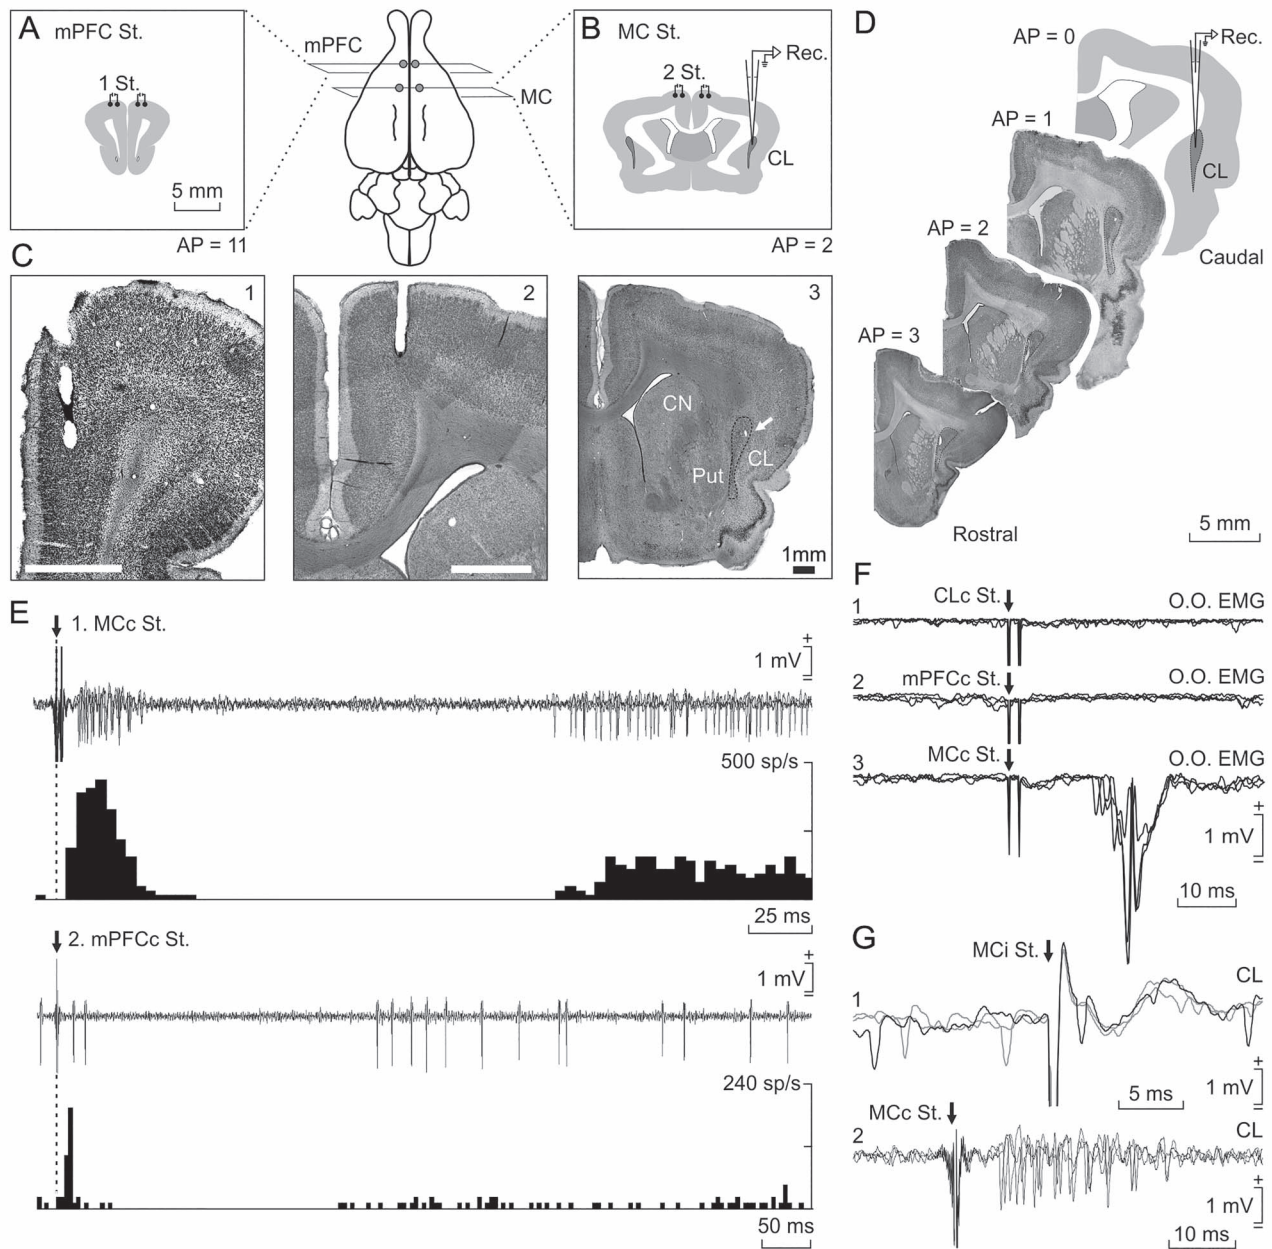 A
mPFC St.
1 St.
5 mm
AP = 11
mPFC
MC
B
MC St.
2 St.
Rec.
CL
AP = 2
C
1
2
3
CN
Put
CL
1mm
D
AP = 0
Rec.
AP = 1
CL
AP = 2
Caudal
AP = 3
Rostral
5 mm
E
1. MCc St.
+
1 mV
=
500 sp/s
25 ms
2. mPFCc St.
+
1 mV
=
240 sp/s
50 ms
F
1
CLc St.
O.O. EMG
2
mPFCc St.
O.O. EMG
3
MCc St.
O.O. EMG
+
1 mV
=
10 ms
G
MCi St.
1
CL
+
1 mV
=
5 ms
MCc St.
2
CL
+
1 mV
=
10 ms